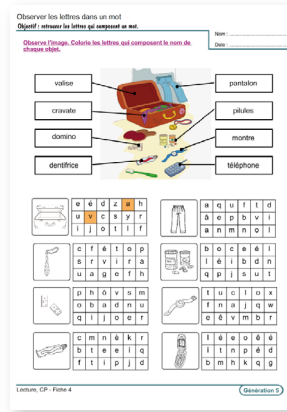 Observer les lettres dans un mot
Objectif : retrouver les lettres qui composent un mot.
Nom :
Date :
Observe l'image. Colorie les lettres qui composent le nom de
chaque objet.
valise
pantalon
cravate
pilules
domino
montre
dentifrice
téléphone
e é d z a h
u v c s y r
i j o t l f
a q u f t d
à e p b v i
a n m n o l
c f é t o p
s r v i r a
u a g e f h
b o c e é l
l è i b d n
q p j s u t
p h ô v s m
o b a d n u
q i j o e r
t u c l o x
f n a j q w
e ê v m b r
c m n è k r
b t e e i q
f t i p j d
l é e o ê é
i t n p é d
b m h k q g
Lecture, CP - Fiche 4
Génération 5